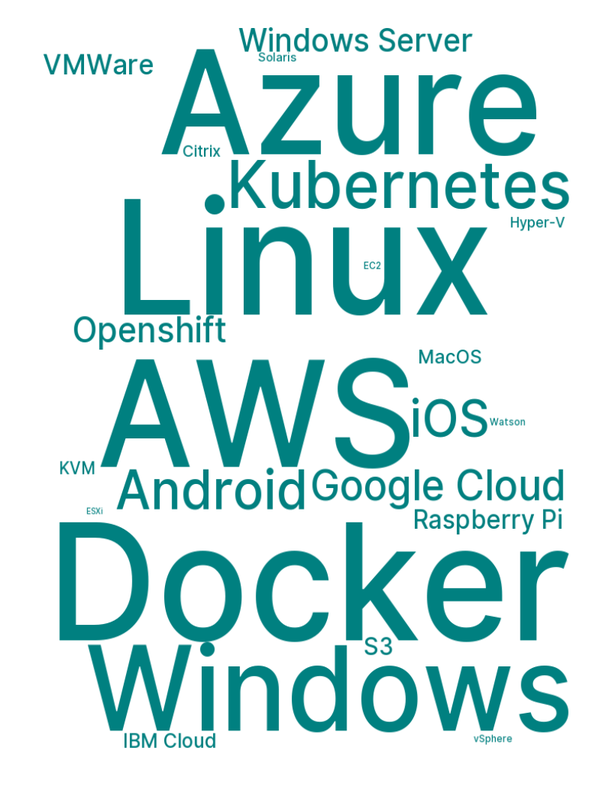 Windows Server
VMWare
Solaris
Azure
Citrix
Kubernetes
Hyper-V
Linux
EC2
Openshift
MacOS
AWS
iOS
Watson
KVM
Android
Google Cloud
ESXi
Raspberry Pi
Docker
S3
Windows
IBM Cloud
vSphere